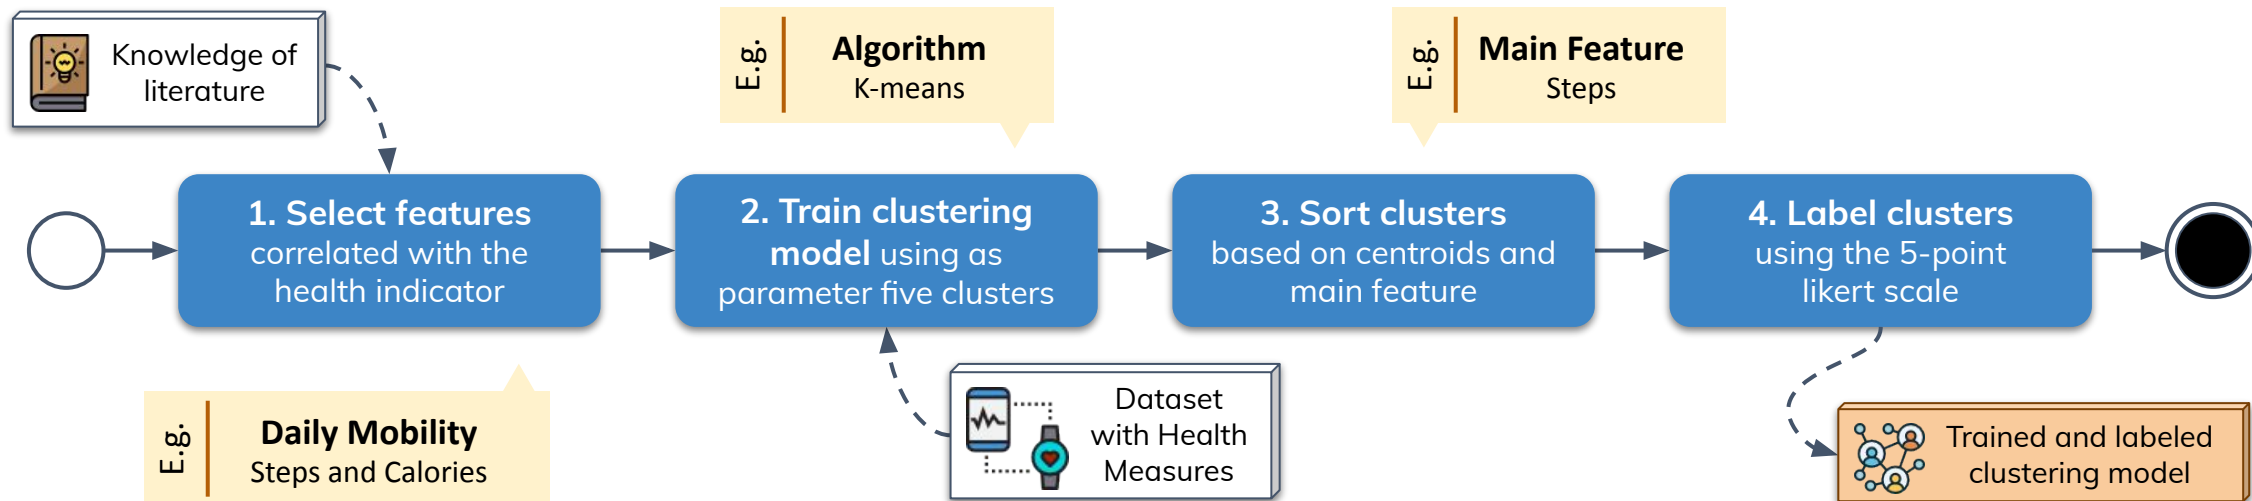 Knowledge of
literature
E.g.
Algorithm
K-means
E.g.
Main Feature
Steps
1. Select features
correlated with the
health indicator
2. Train clustering
model using as
parameter five clusters
3. Sort clusters
based on centroids and
main feature
4. Label clusters
using the 5-point
likert scale
E.g.
Daily Mobility
Steps and Calories
Dataset
with Health
Measures
Trained and labeled
clustering model